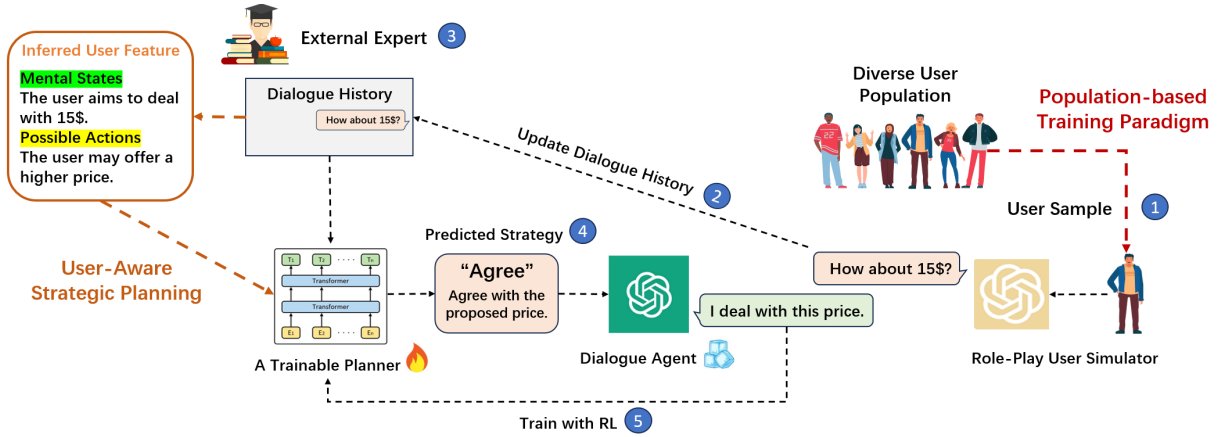 External Expert 3
Inferred User Feature
Mental States
The user aims to deal
with 15$.
Possible Actions
The user may offer a
higher price.
Dialogue History
How about 15$?
Update Dialogue History
2
Diverse User
Population
Population-based
Training Paradigm
User Sample 1
User-Aware
Strategic Planning
T1 T2 ····· Tn
Transformer
Transformer
E1 E2 ····· En
A Trainable Planner
Predicted Strategy 4
“Agree”
Agree with the
proposed price.
Dialogue Agent
I deal with this price.
How about 15$?
Role-Play User Simulator
Train with RL 5